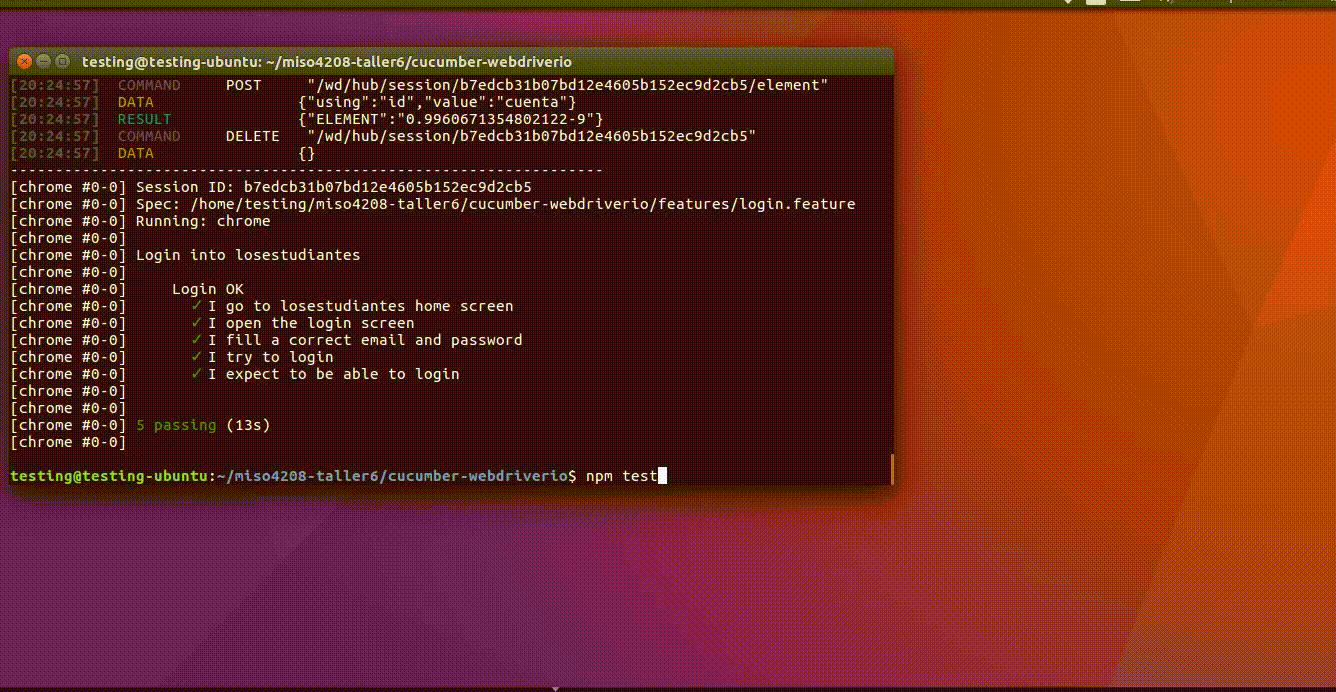 testing@testing-ubuntu: ~/miso4208-taller6/cucumber-webdriverio
[20:24:57] COMMAND POST "/wd/hub/session/b7edcb31b07bd12e4605b152ec9d2cb5/element"
[20:24:57] DATA {"using":"id","value":"cuenta"}
[20:24:57] RESULT {"ELEMENT":"0.9960671354802122-9"}
[20:24:57] COMMAND DELETE "/wd/hub/session/b7edcb31b07bd12e4605b152ec9d2cb5"
[20:24:57] DATA {}
------------------------------------------------------------------
[chrome #0-0] Session ID: b7edcb31b07bd12e4605b152ec9d2cb5
[chrome #0-0] Spec: /home/testing/miso4208-taller6/cucumber-webdriverio/features/login.feature
[chrome #0-0] Running: chrome
[chrome #0-0]
[chrome #0-0] Login into losestudiantes
[chrome #0-0]
[chrome #0-0] Login OK
[chrome #0-0] ✓ I go to losestudiantes home screen
[chrome #0-0] ✓ I open the login screen
[chrome #0-0] ✓ I fill a correct email and password
[chrome #0-0] ✓ I try to login
[chrome #0-0] ✓ I expect to be able to login
[chrome #0-0]
[chrome #0-0]
[chrome #0-0] 5 passing (13s)
[chrome #0-0]
testing@testing-ubuntu:~/miso4208-taller6/cucumber-webdriverio$ npm test